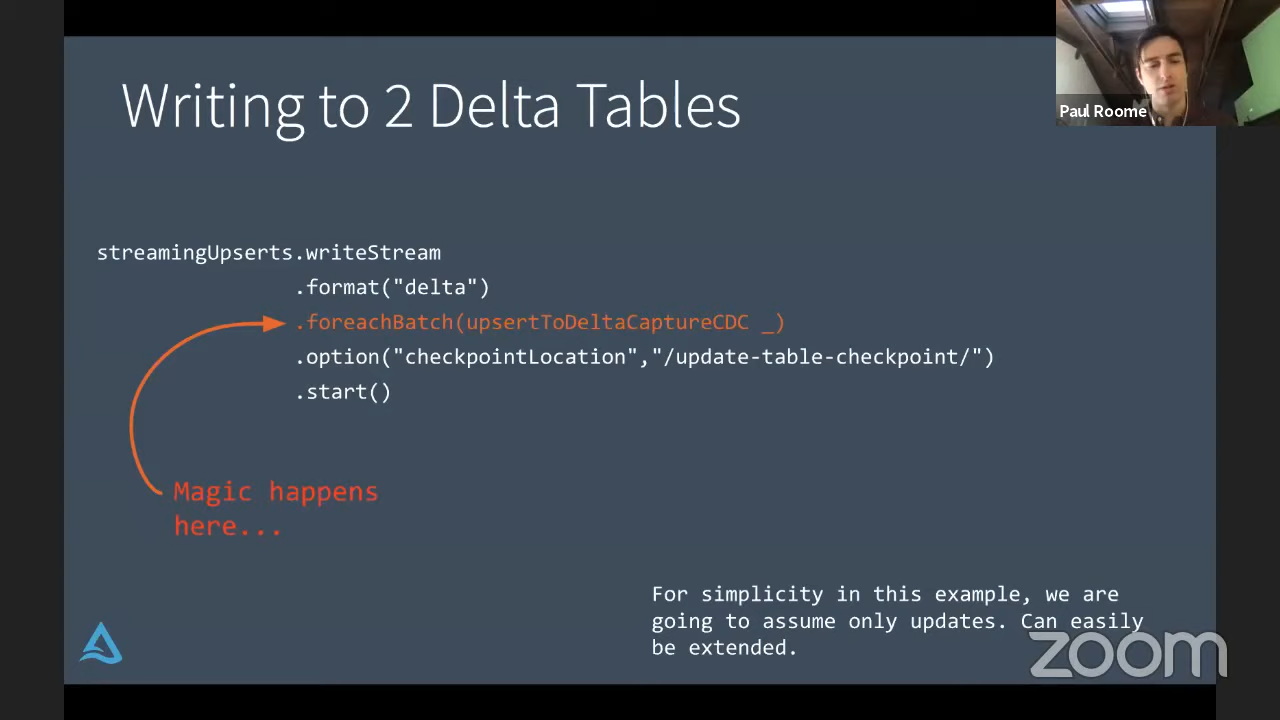 Writing to 2 Delta Tables
Paul Roome
streamingUpserts.writeStream
.format("delta")
.foreachBatch(upsertToDeltaCaptureCDC _)
.option("checkpointLocation","/update-table-checkpoint/")
.start()
Magic happens
here...
For simplicity in this example, we are
going to assume only updates. Can easily
be extended.
zoom